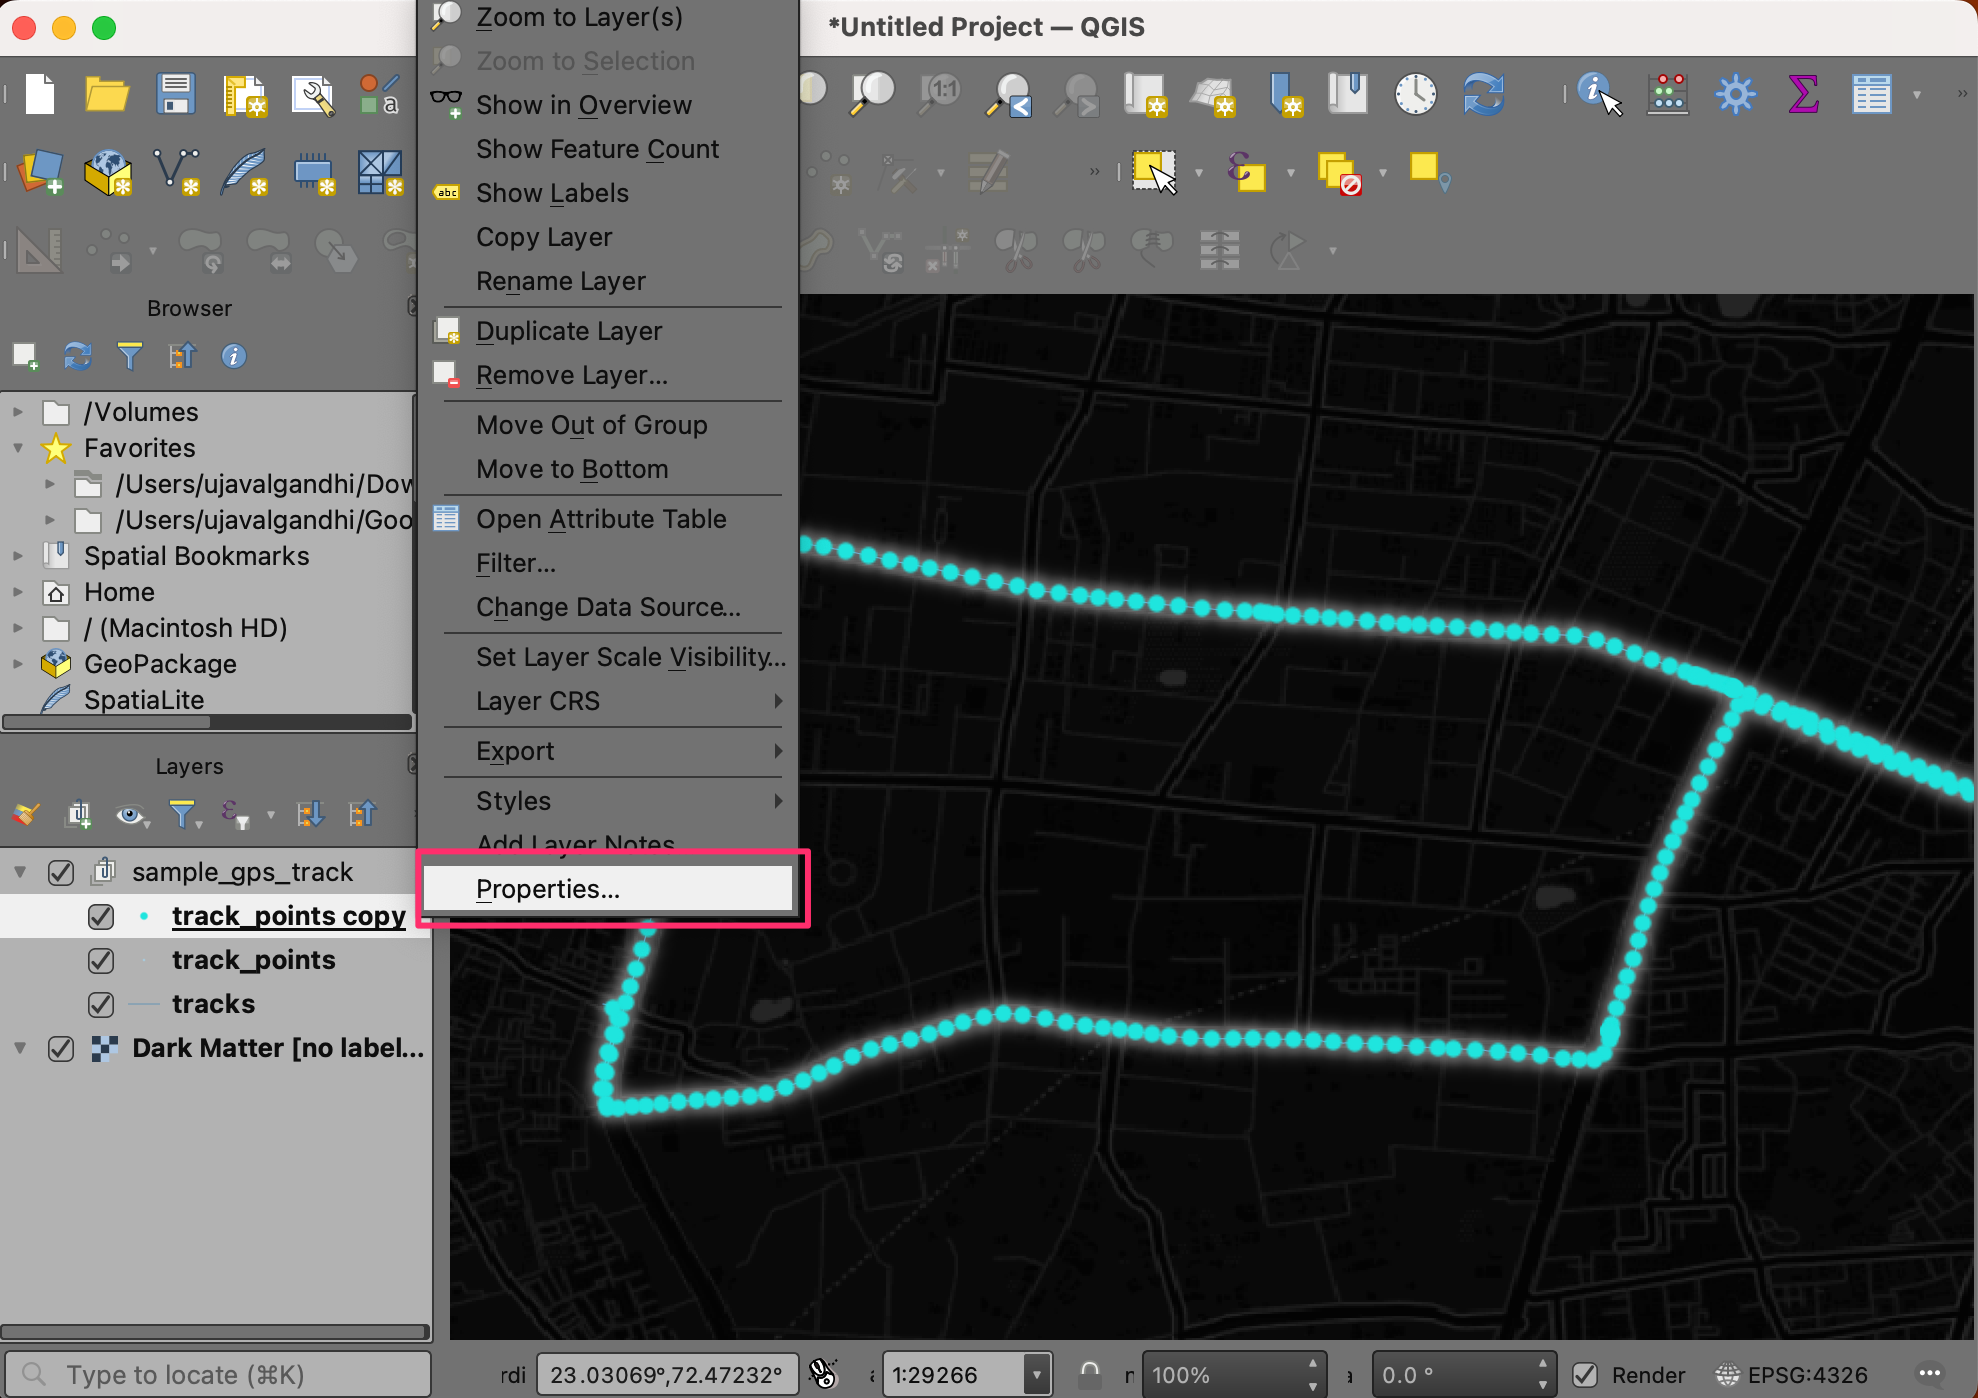 *Untitled Project — QGIS
Zoom to Layer(s)
Zoom to Selection
Show in Overview
Show Feature Count
abc
Show Labels
Copy Layer
Rename Layer
Duplicate Layer
Remove Layer...
Move Out of Group
Move to Bottom
Open Attribute Table
Filter...
Change Data Source...
Set Layer Scale Visibility...
Layer CRS
Export
Styles
Add Layer Notes
Properties...
1:1
a
Browser
/Volumes
Favorites
/Users/ujavalgandhi/Dow
/Users/ujavalgandhi/Goo
Spatial Bookmarks
Home
/ (Macintosh HD)
GeoPackage
SpatiaLite
Layers
sample_gps_track
track_points copy
track_points
tracks
Dark Matter [no label...
Type to locate (⌘K)
rdi
23.03069°,72.47232°
1:29266
100%
0.0 °
Render
EPSG:4326